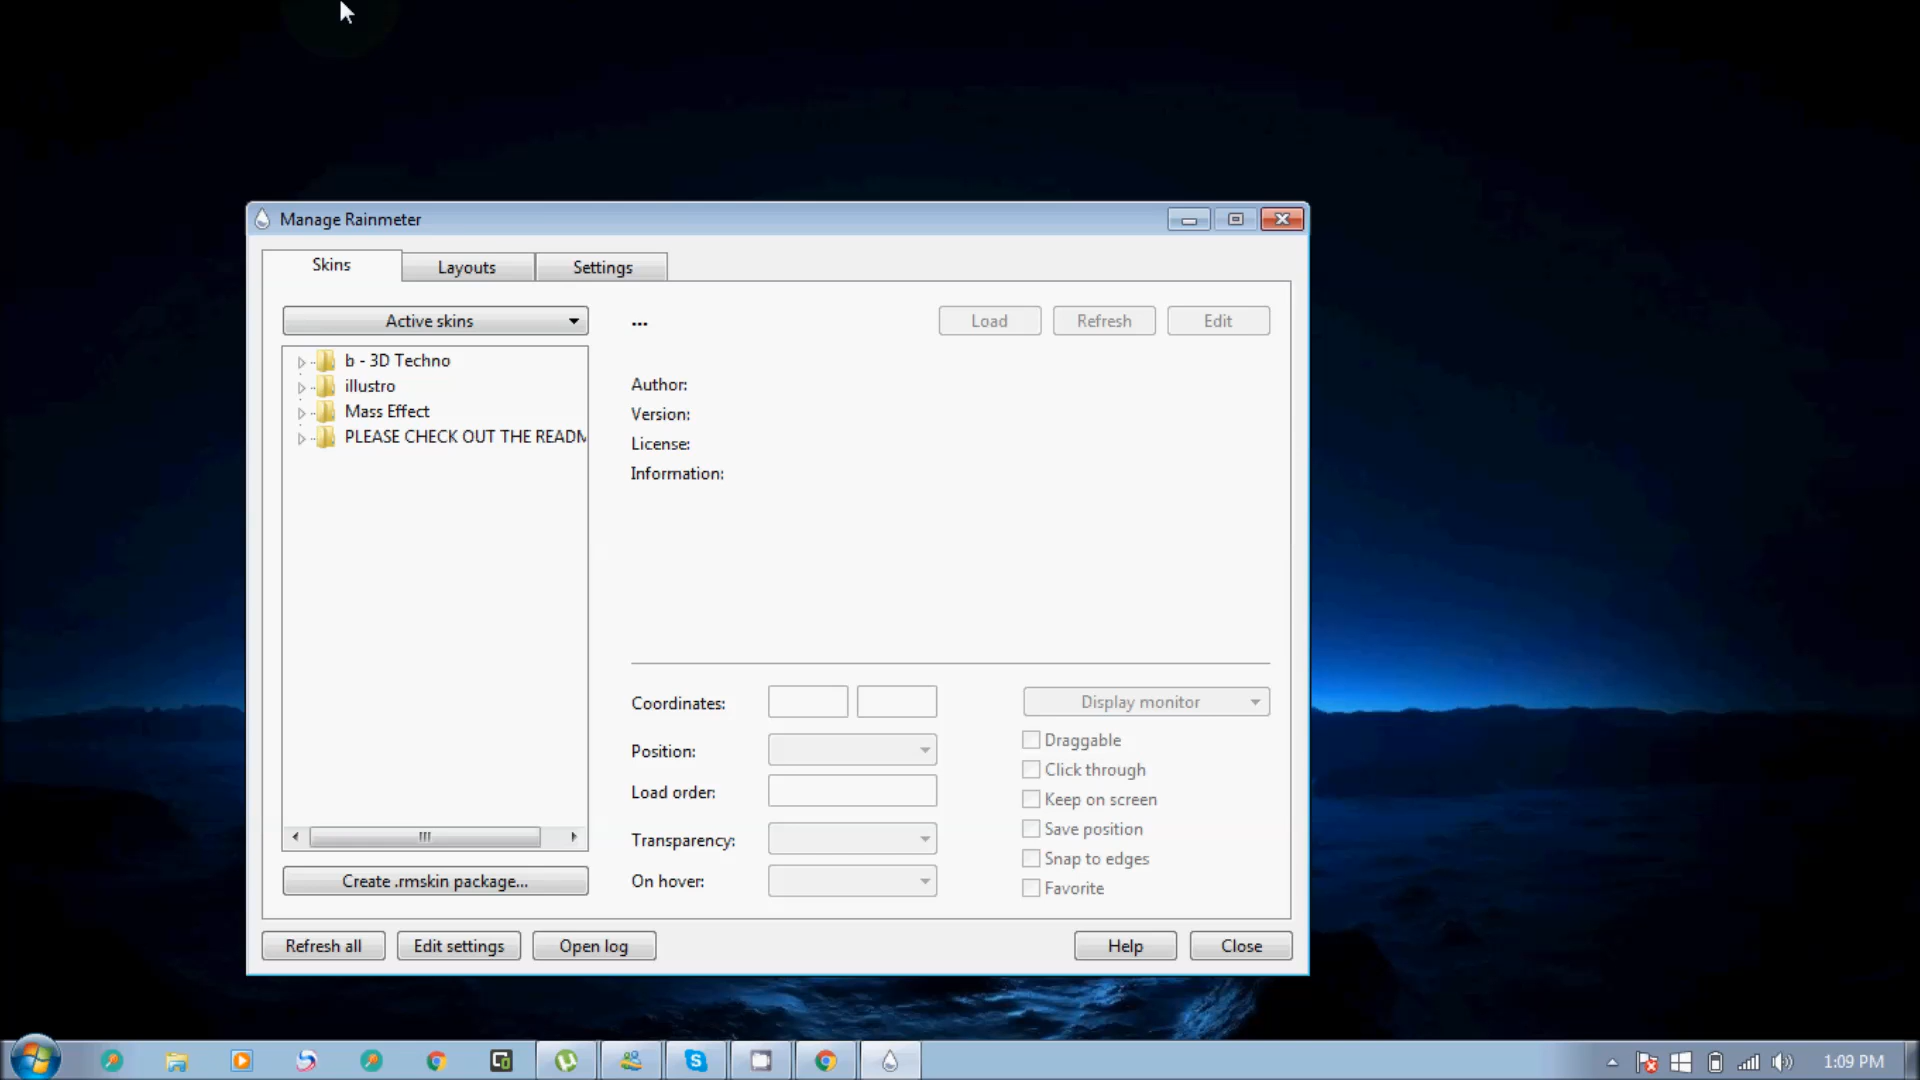 Manage Rainmeter
Skins
Layouts
Settings
Active skins
...
Load
Refresh
Edit
b - 3D Techno
illustro
Mass Effect
PLEASE CHECK OUT THE READM
Author:
Version:
License:
Information:
Coordinates:
Display monitor
Position:
Draggable
Click through
Load order:
Keep on screen
Transparency:
Save position
Snap to edges
Create .rmskin package...
On hover:
Favorite
Refresh all
Edit settings
Open log
Help
Close
1:09 PM